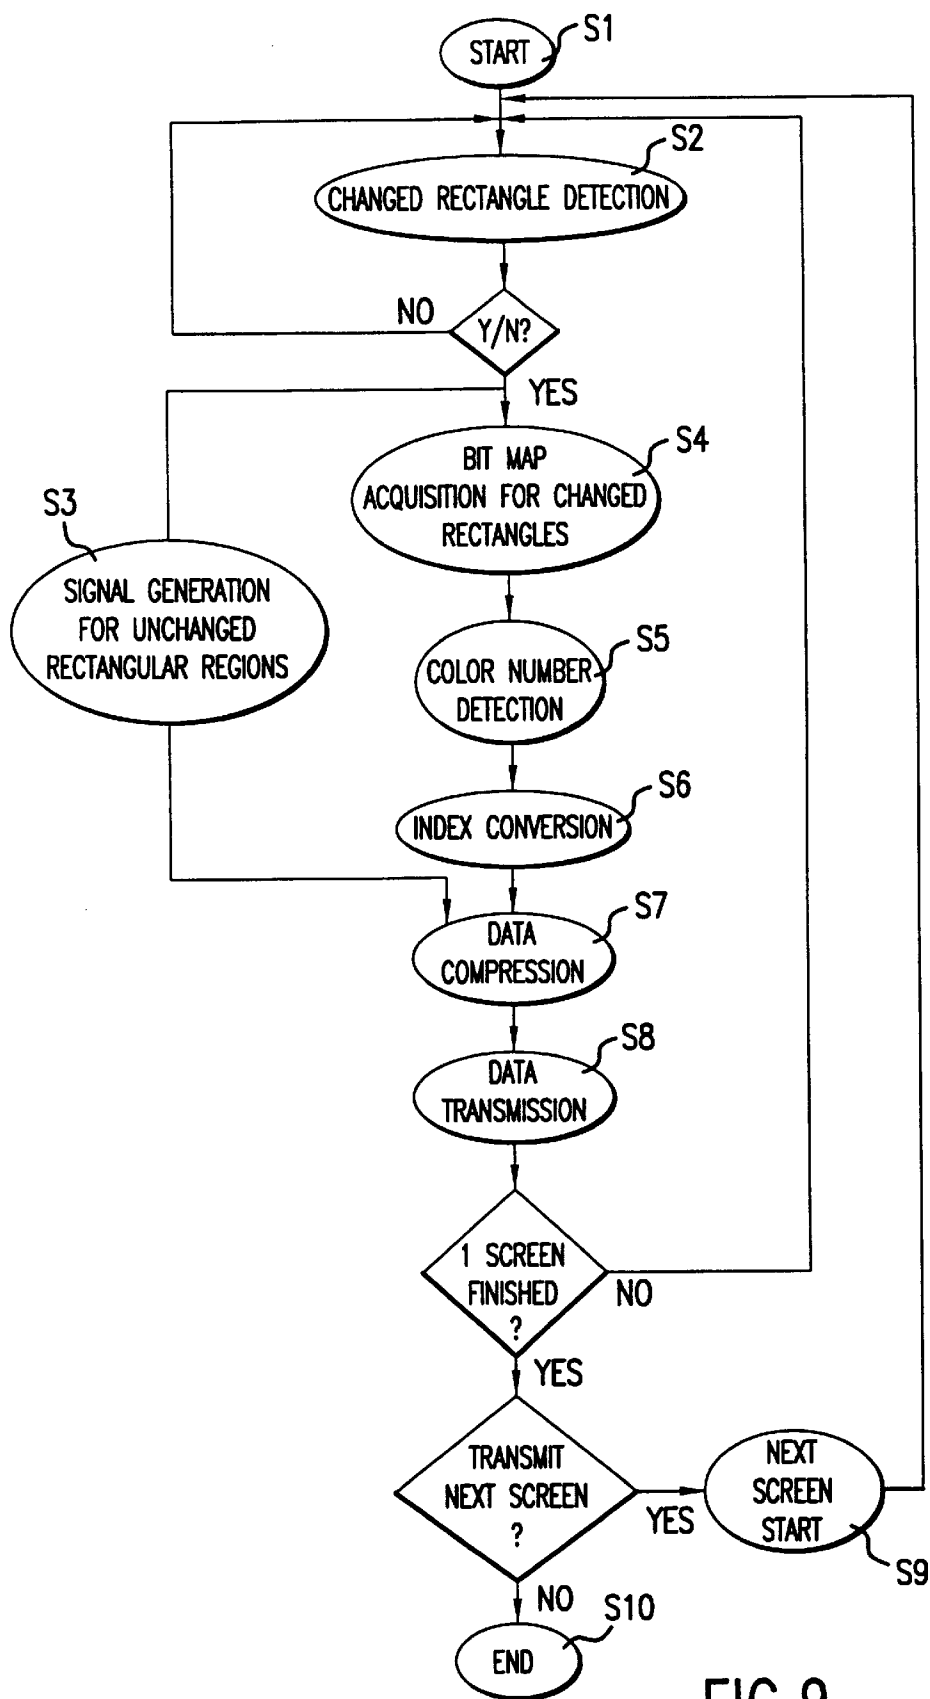 START
S1
S2
CHANGED RECTANGLE DETECTION
NO
Y/N?
YES
S4
BIT MAP
ACQUISITION FOR CHANGED
RECTANGLES
S3
SIGNAL GENERATION
FOR UNCHANGED
RECTANGULAR REGIONS
S5
COLOR NUMBER
DETECTION
S6
INDEX CONVERSION
S7
DATA
COMPRESSION
S8
DATA
TRANSMISSION
1 SCREEN
FINISHED
?
NO
YES
TRANSMIT
NEXT SCREEN
?
YES
NEXT
SCREEN
START
S9
NO
S10
END
FIG.9